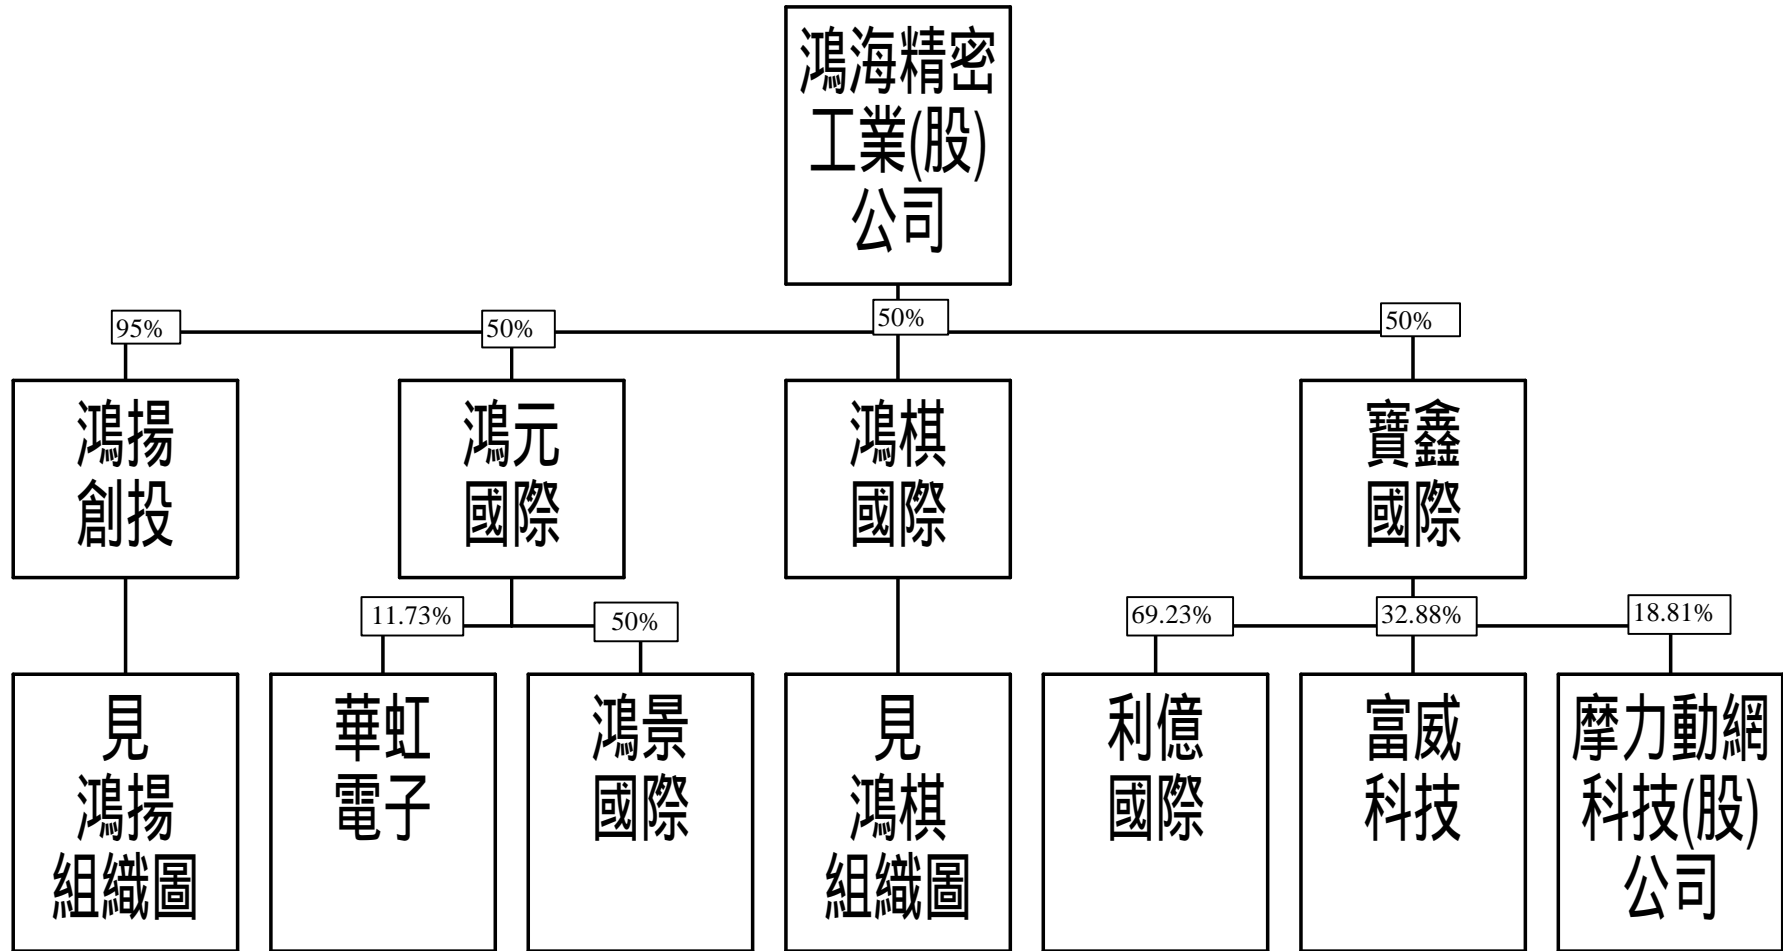 鴻海精密
工業(股)
公司
95%
50%
50%
50%
鴻揚
創投
鴻元
國際
鴻棋
國際
寶鑫
國際
11.73%
50%
69.23%
32.88%
18.81%
見
鴻揚
組織圖
華虹
電子
鴻景
國際
見
鴻棋
組織圖
利億
國際
富威
科技
摩力動網
科技(股)
公司